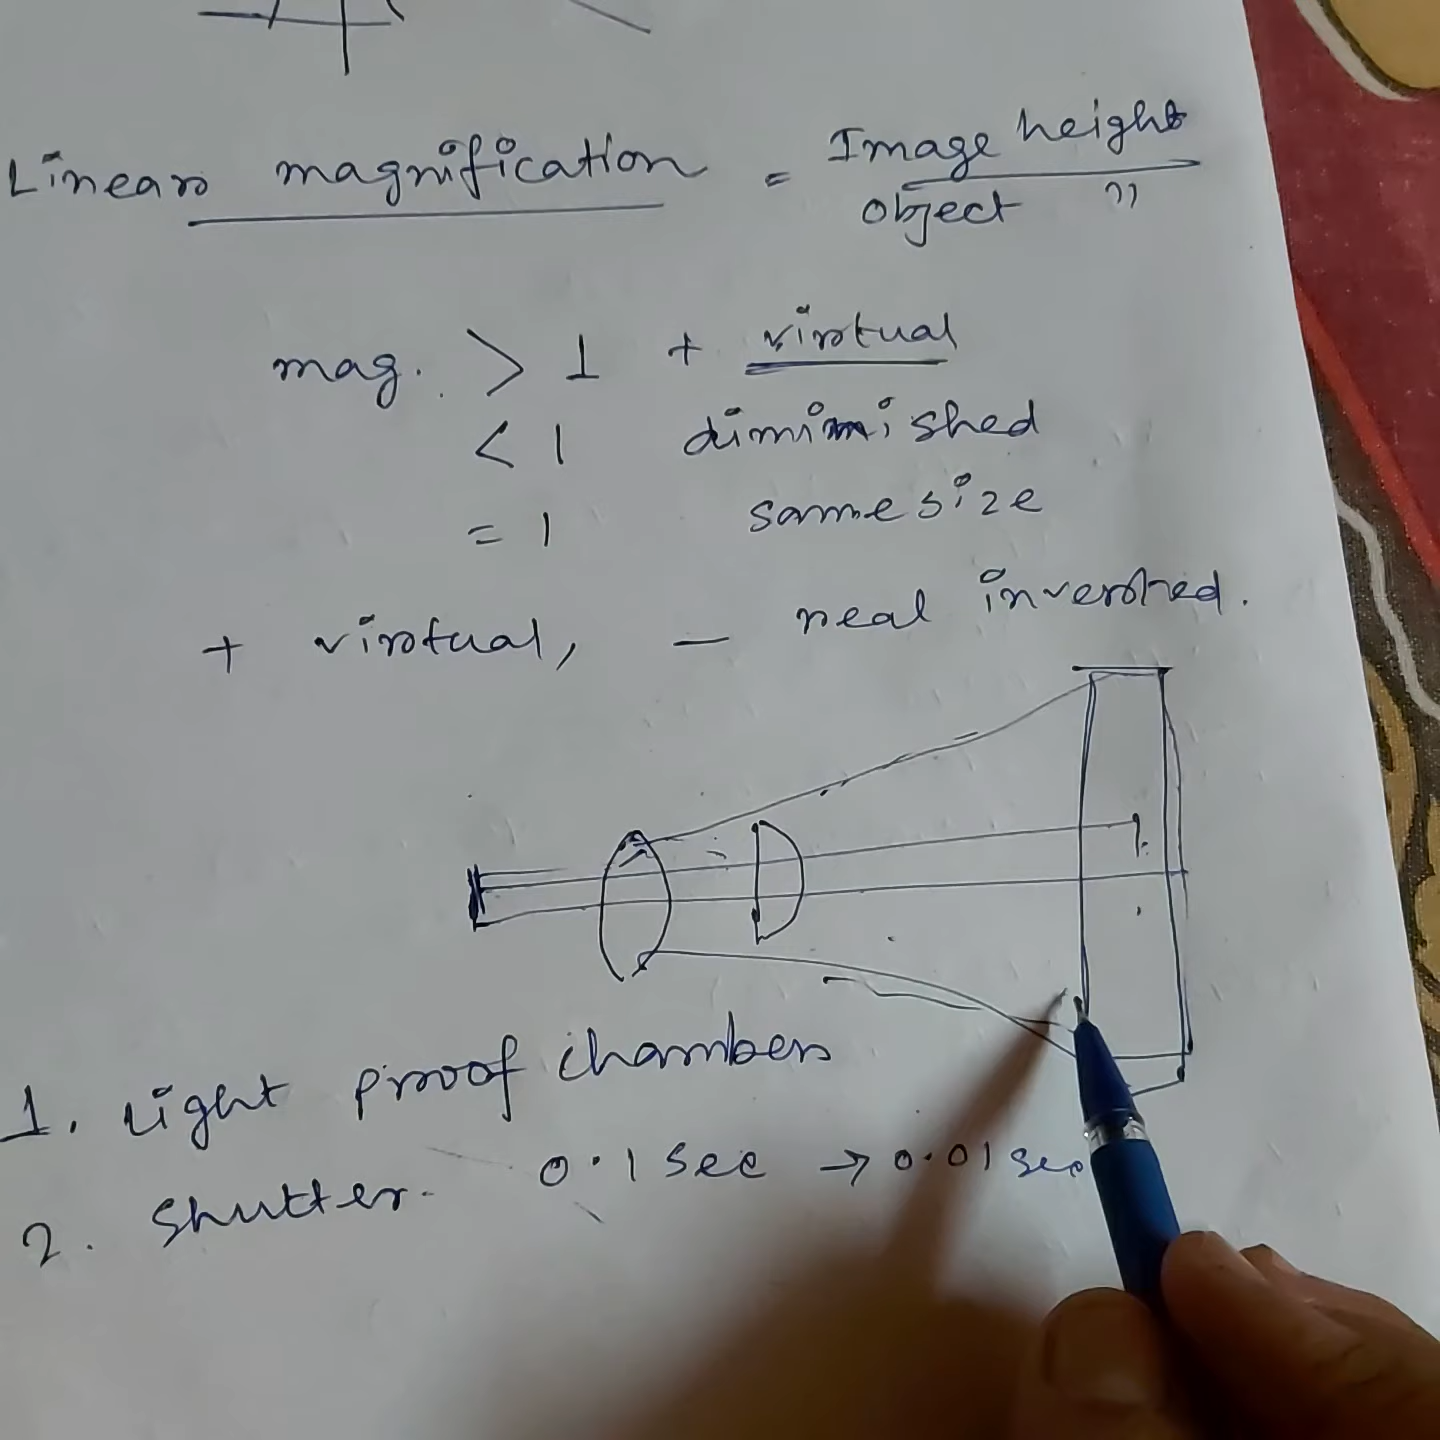 Linear magnification = Image height
object "
mag. > 1 + virtual
< 1 diminished
= 1 same size
+ virtual, - real inverted.
1. Light proof chamber
2. Shutter. 0.1 sec → 0.01 sec